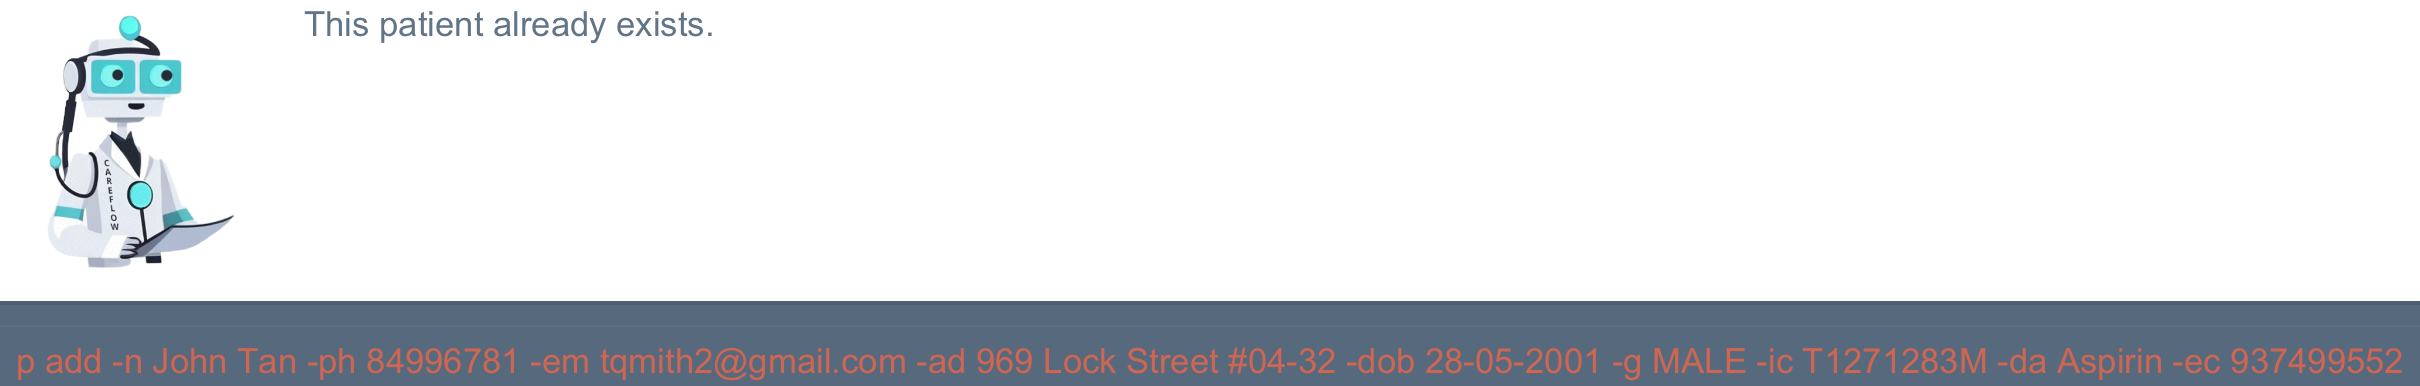 This patient already exists.
CAREFLOW
p add -n John Tan -ph 84996781 -em tqmith2@gmail.com -ad 969 Lock Street #04-32 -dob 28-05-2001 -g MALE -ic T1271283M -da Aspirin -ec 937499552